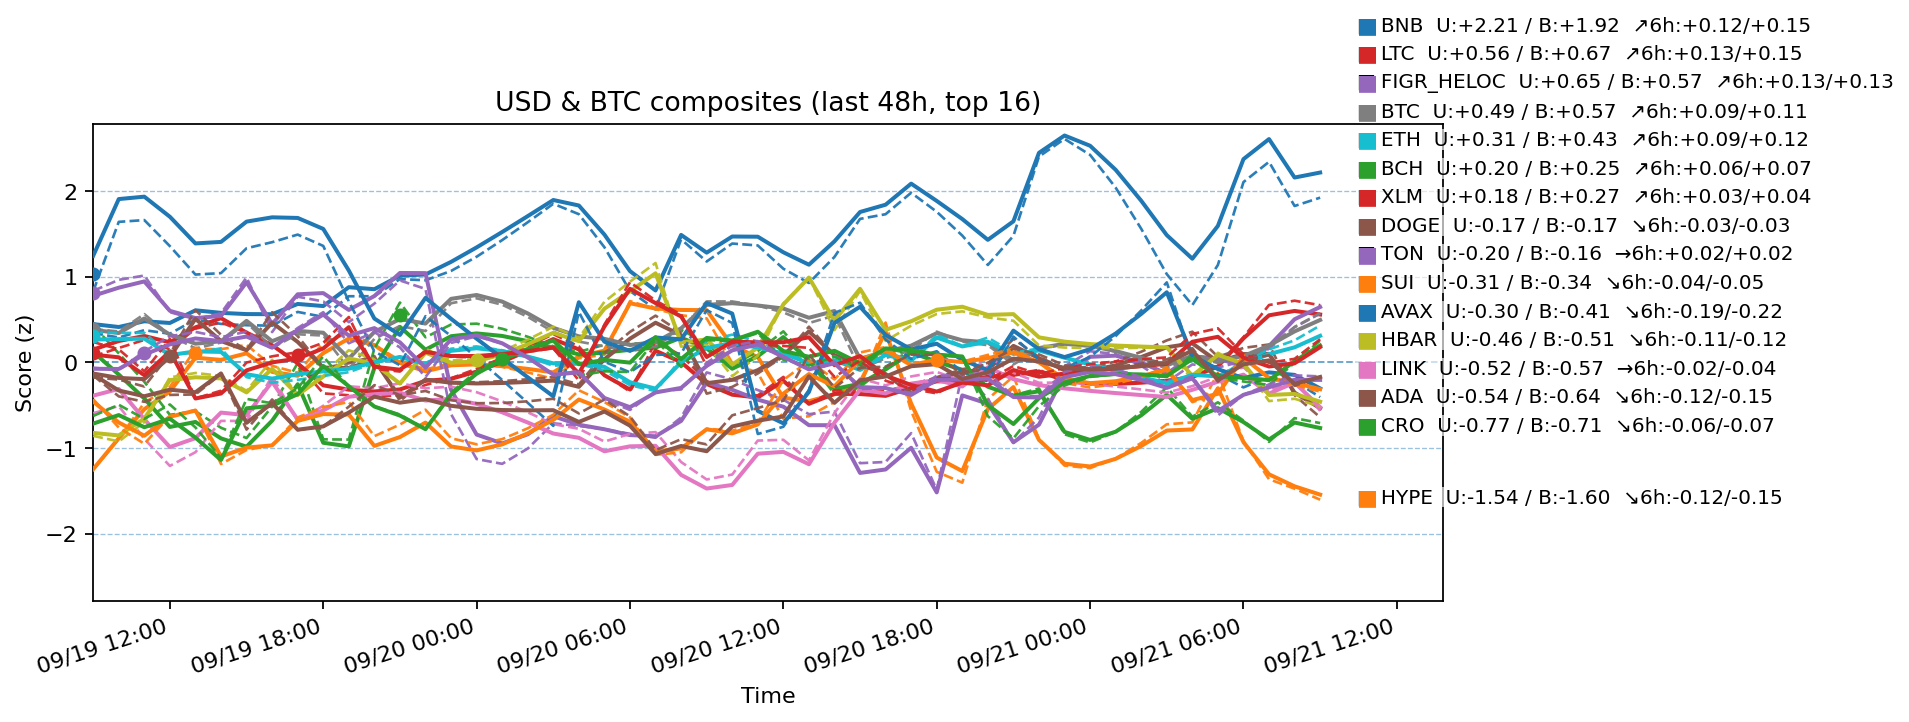 USD & BTC composites (last 48h, top 16)
BNB U:+2.21 / B:+1.92 ↗6h:+0.12/+0.15
LTC U:+0.56 / B:+0.67 ↗6h:+0.13/+0.15
FIGR_HELOC U:+0.65 / B:+0.57 ↗6h:+0.13/+0.13
BTC U:+0.49 / B:+0.57 ↗6h:+0.09/+0.11
ETH U:+0.31 / B:+0.43 ↗6h:+0.09/+0.12
BCH U:+0.20 / B:+0.25 ↗6h:+0.06/+0.07
XLM U:+0.18 / B:+0.27 ↗6h:+0.03/+0.04
DOGE U:-0.17 / B:-0.17 ↘6h:-0.03/-0.03
TON U:-0.20 / B:-0.16 →6h:+0.02/+0.02
SUI U:-0.31 / B:-0.34 ↘6h:-0.04/-0.05
AVAX U:-0.30 / B:-0.41 ↘6h:-0.19/-0.22
HBAR U:-0.46 / B:-0.51 ↘6h:-0.11/-0.12
LINK U:-0.52 / B:-0.57 →6h:-0.02/-0.04
ADA U:-0.54 / B:-0.64 ↘6h:-0.12/-0.15
CRO U:-0.77 / B:-0.71 ↘6h:-0.06/-0.07
HYPE U:-1.54 / B:-1.60 ↘6h:-0.12/-0.15
Score (z)
2
1
0
−1
−2
09/19 12:00
09/19 18:00
09/20 00:00
09/20 06:00
09/20 12:00
09/20 18:00
09/21 00:00
09/21 06:00
09/21 12:00
Time